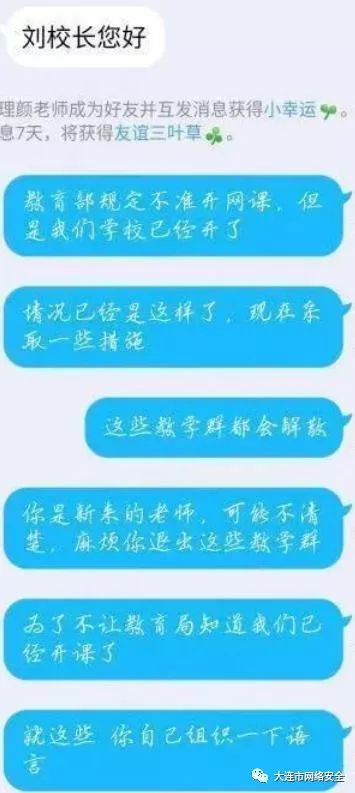 刘校长您好
理颜老师成为好友并互发消息获得小幸运。
息7天，将获得友谊三叶草。
教育部规定不准开网课，但
是我们学校已经开了
情况已经是这样了，现在采
取一些措施
这些教学群都会解散
你是新来的老师，可能不清
楚，麻烦你退出这些教学群
为了不让教育局知道我们已
经开课了
就这些 你自己组织一下语
言
大连市网络安全